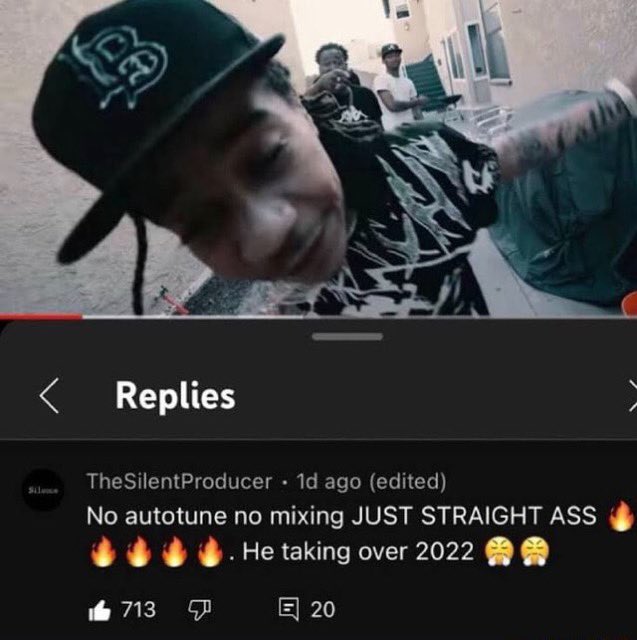 B
Replies
Silence
TheSilentProducer • 1d ago (edited)
No autotune no mixing JUST STRAIGHT ASS 🔥
🔥🔥🔥🔥. He taking over 2022 😤😤
713 20